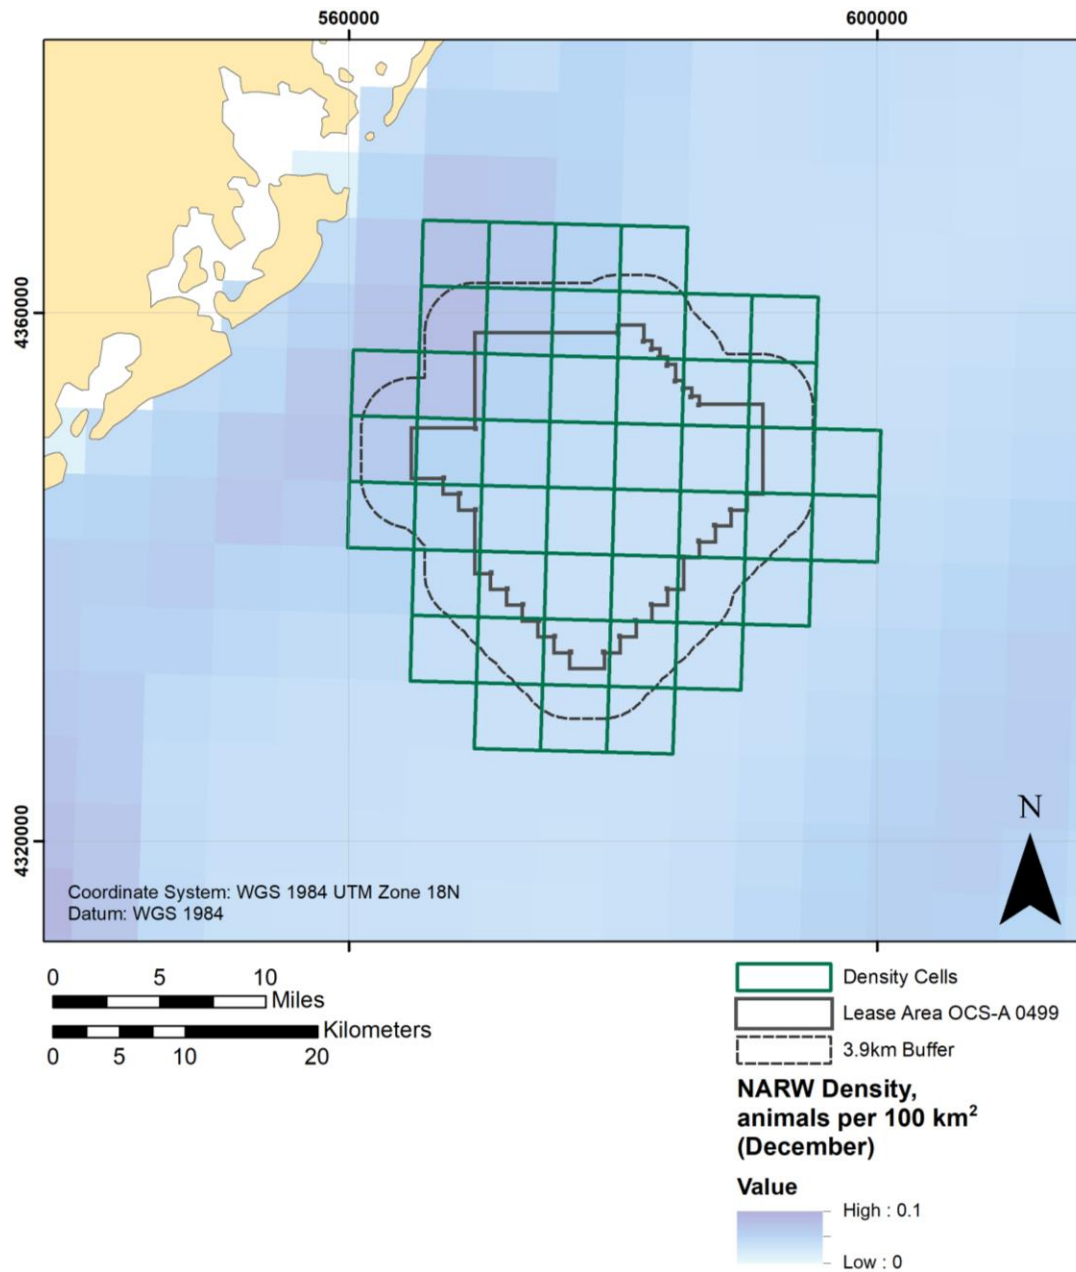 560000
600000
4360000
4320000
N
Coordinate System: WGS 1984 UTM Zone 18N
Datum: WGS 1984
0 5 10
Miles
Kilometers
0 5 10 20
Density Cells
Lease Area OCS-A 0499
3.9km Buffer
NARW Density,
animals per 100 km²
(December)
Value
High : 0.1
Low : 0